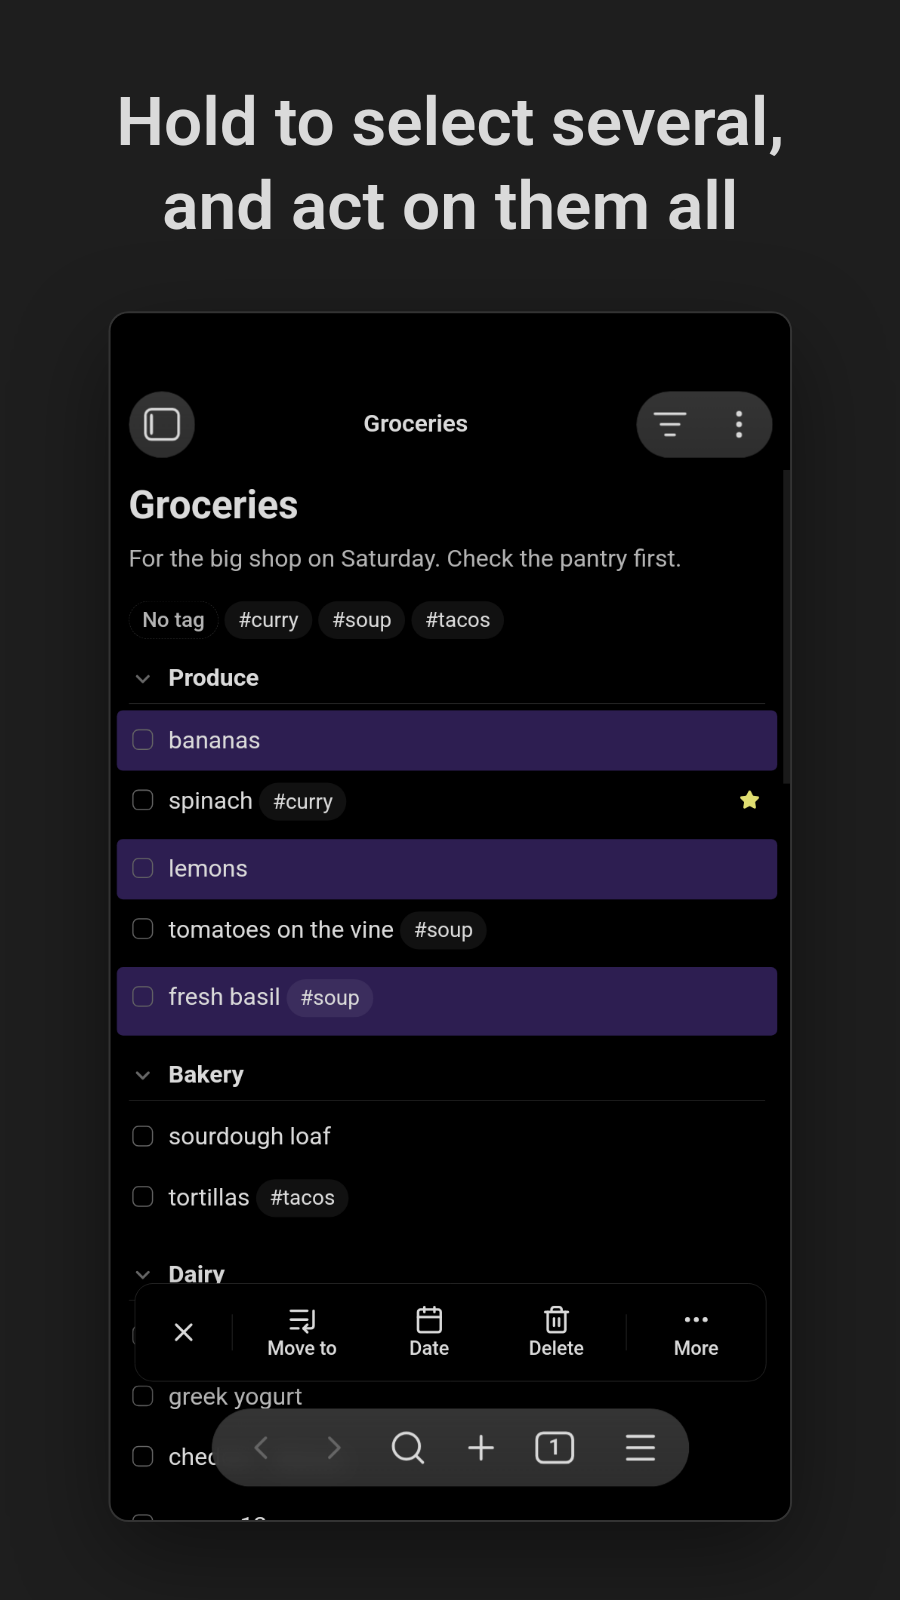 Hold to select several,
and act on them all
Groceries
Groceries
For the big shop on Saturday. Check the pantry first.
No tag #curry #soup #tacos
Produce
bananas
spinach #curry
lemons
tomatoes on the vine #soup
fresh basil #soup
Bakery
sourdough loaf
tortillas #tacos
Dairy
Move to Date Delete More
greek yogurt
1